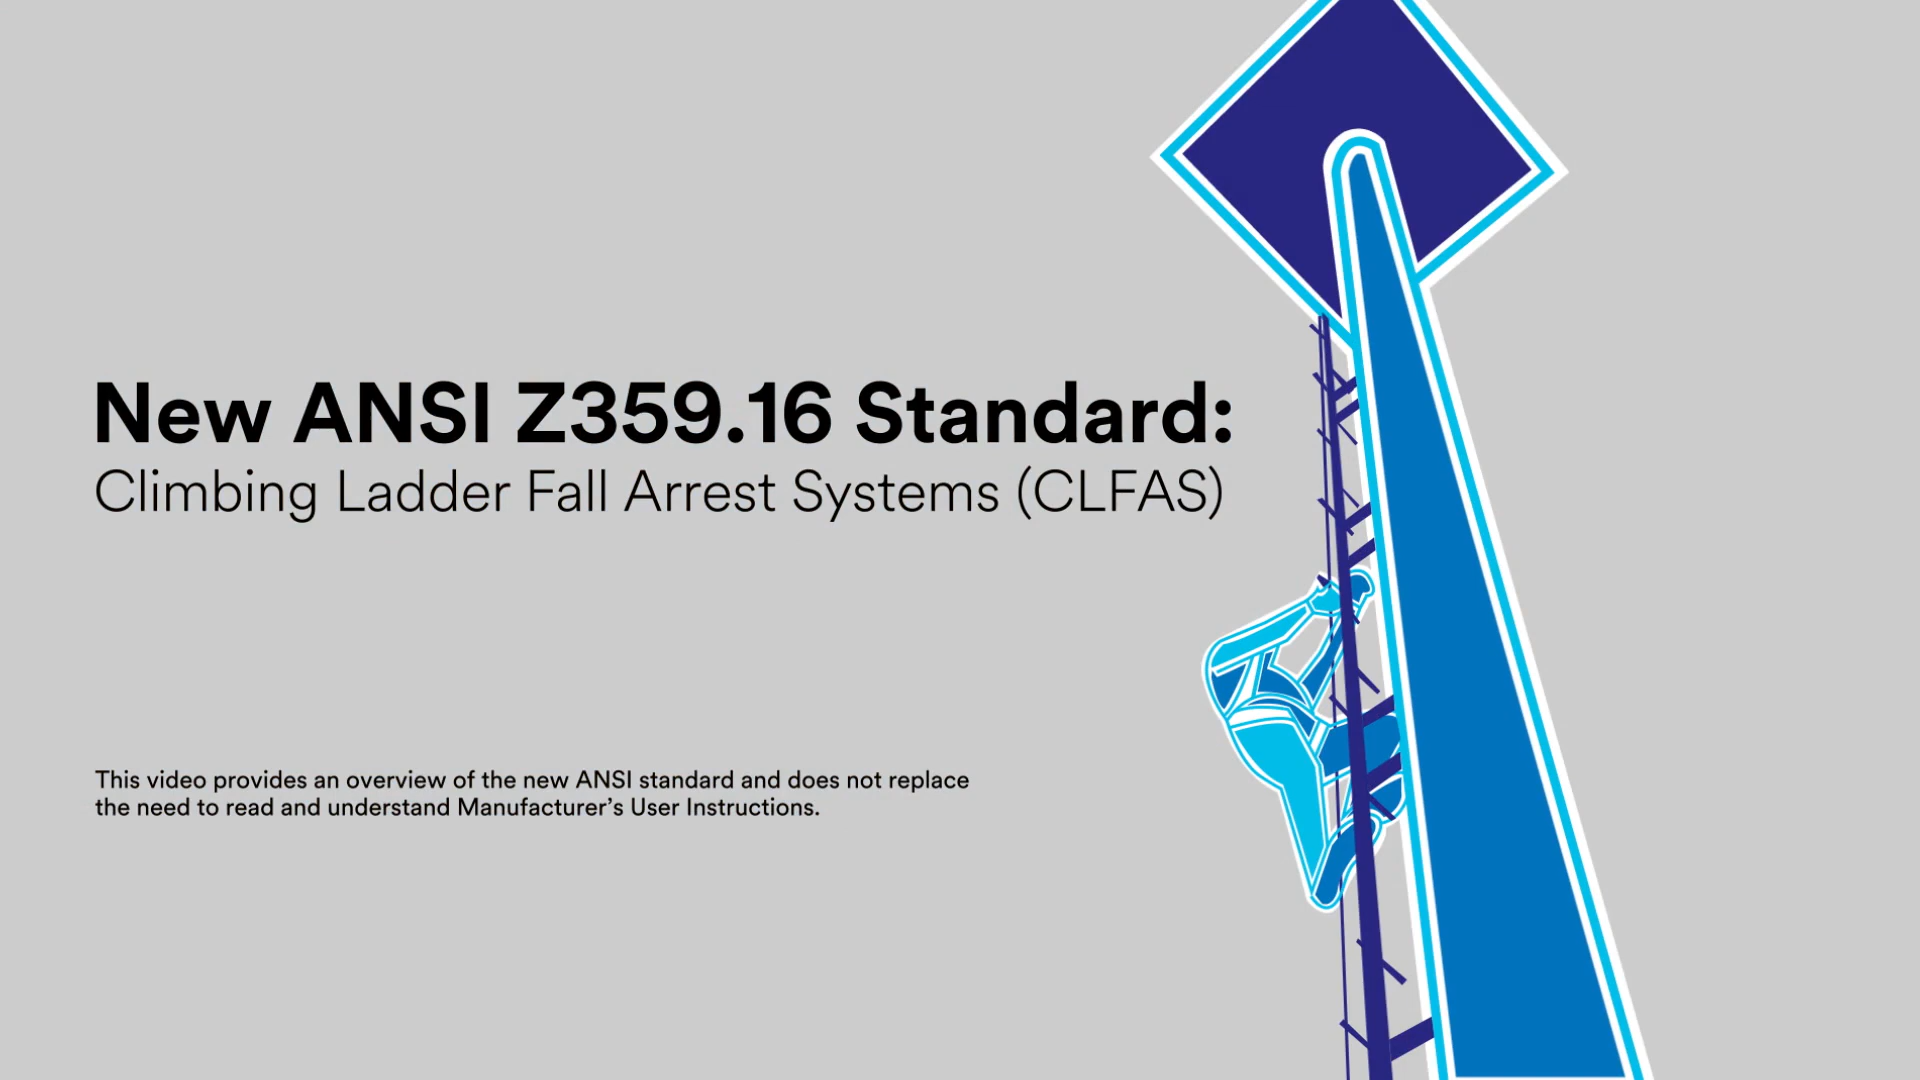 New ANSI Z359.16 Standard:
Climbing Ladder Fall Arrest Systems (CLFAS)
This video provides an overview of the new ANSI standard and does not replace
the need to read and understand Manufacturer’s User Instructions.